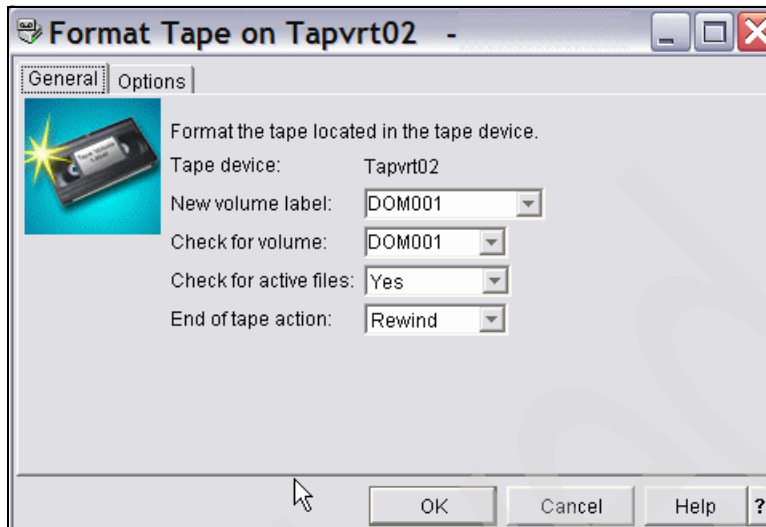 Format Tape on Tapvrt02 -
General Options
Format the tape located in the tape device.
Tape device: Tapvrt02
New volume label: DOM001
Check for volume: DOM001
Check for active files: Yes
End of tape action: Rewind
OK Cancel Help ?